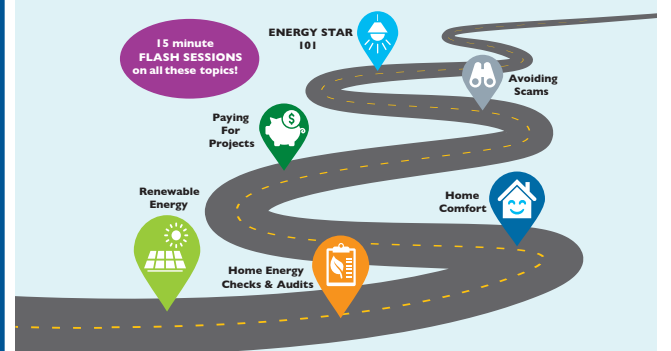 15 minute
FLASH SESSIONS
on all these topics!
ENERGY STAR
101
Avoiding
Scams
Paying
For
Projects
$
Renewable
Energy
Home
Comfort
Home Energy
Checks & Audits